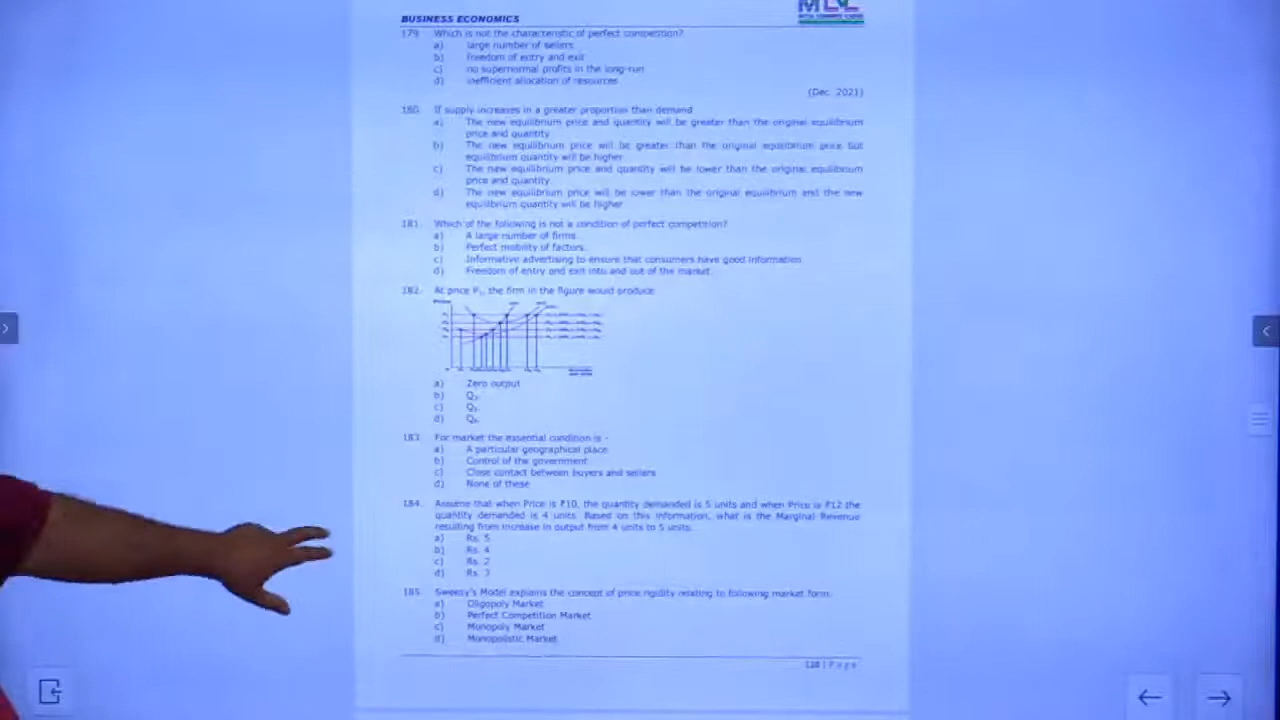 BUSINESS ECONOMICS
179. Which is not the characteristic of perfect competition?
a) large number of sellers
b) freedom of entry and exit
c) no supernormal profits in the long-run
d) inefficient allocation of resources
(Dec. 2021)
180. If supply increases in a greater proportion than demand
a) The new equilibrium price and quantity will be greater than the original equilibrium
price and quantity
b) The new equilibrium price will be greater than the original equilibrium price but
equilibrium quantity will be higher
c) The new equilibrium price and quantity will be lower than the original equilibrium
price and quantity.
d) The new equilibrium price will be lower than the original equilibrium and the new
equilibrium quantity will be higher
181. Which of the following is not a condition of perfect competition?
a) A large number of firms.
b) Perfect mobility of factors.
c) Informative advertising to ensure that consumers have good information
d) Freedom of entry and exit into and out of the market.
182. At price the firm in the figure would produce
a) Zero output
b)
c)
d)
183. For market the essential condition is -
a) A particular geographical place
b) Control of the government
c) Close contact between buyers and sellers
d) None of these
184. Assume that when Price is ₹10, the quantity demanded is 5 units and when Price is ₹12 the
quantity demanded is 4 units. Based on this information, what is the Marginal Revenue
resulting from increase in output from 4 units to 5 units.
a) Rs. 5
b) Rs. 4
c) Rs. 2
d) Rs. 3
185. Sweezy's Model explains the concept of price rigidity relating to following market form.
a) Oligopoly Market
b) Perfect Competition Market
c) Monopoly Market
d) Monopolistic Market
Page